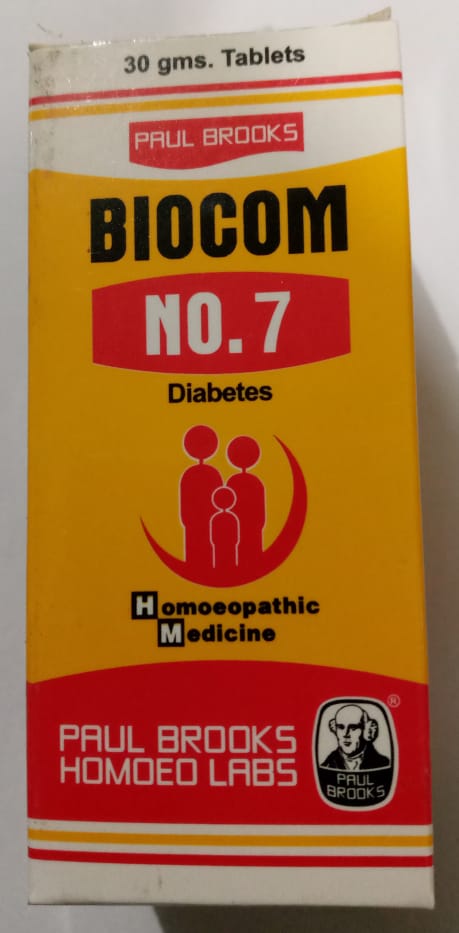 30 gms. Tablets
PAUL BROOKS
BIOCOM
NO.7
Diabetes
Homoeopathic
Medicine
PAUL BROOKS
HOMOEO LABS
®
PAUL
BROOKS